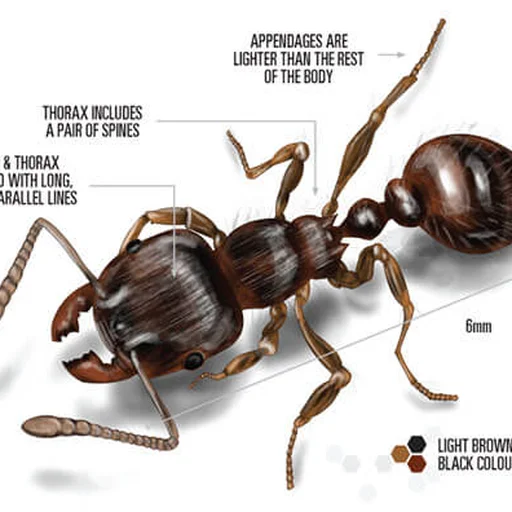 APPENDAGES ARE
LIGHTER THAN THE REST
OF THE BODY
THORAX INCLUDES
A PAIR OF SPINES
& THORAX
D WITH LONG,
PARALLEL LINES
6mm
LIGHT BROWN
BLACK COLOU